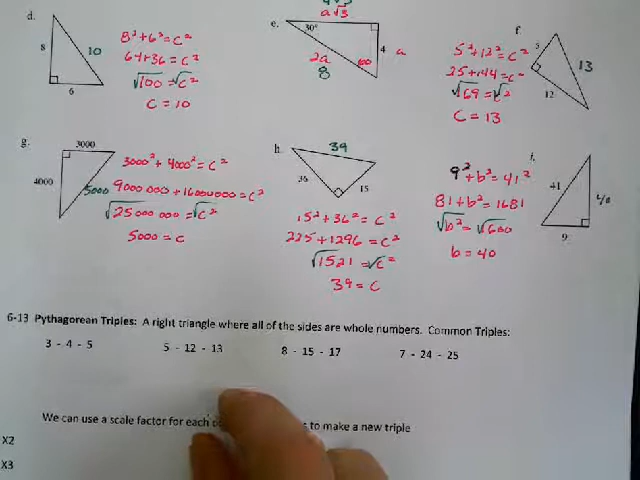 a√3
d.
8
10
6
8² + 6² = c²
64 + 36 = c²
√100 = √c²
c = 10
e.
30°
4
a
2a
8
60
f.
5
13
12
5² + 12² = c²
25 + 144 = c²
√169 = √c²
c = 13
g.
3000
4000
5000
3000² + 4000² = c²
9000 000 + 16000000 = c²
√25 000 000 = √c²
5000 = c
h.
39
36
15
15² + 36² = c²
225 + 1296 = c²
√1521 = √c²
39 = c
i.
41
40
9
9² + b² = 41²
81 + b² = 1681
√b² = √1600
b = 40
6-13 Pythagorean Triples: A right triangle where all of the sides are whole numbers. Common Triples:
3 - 4 - 5 5 - 12 - 13 8 - 15 - 17 7 - 24 - 25
We can use a scale factor for each to make a new triple
X2
X3